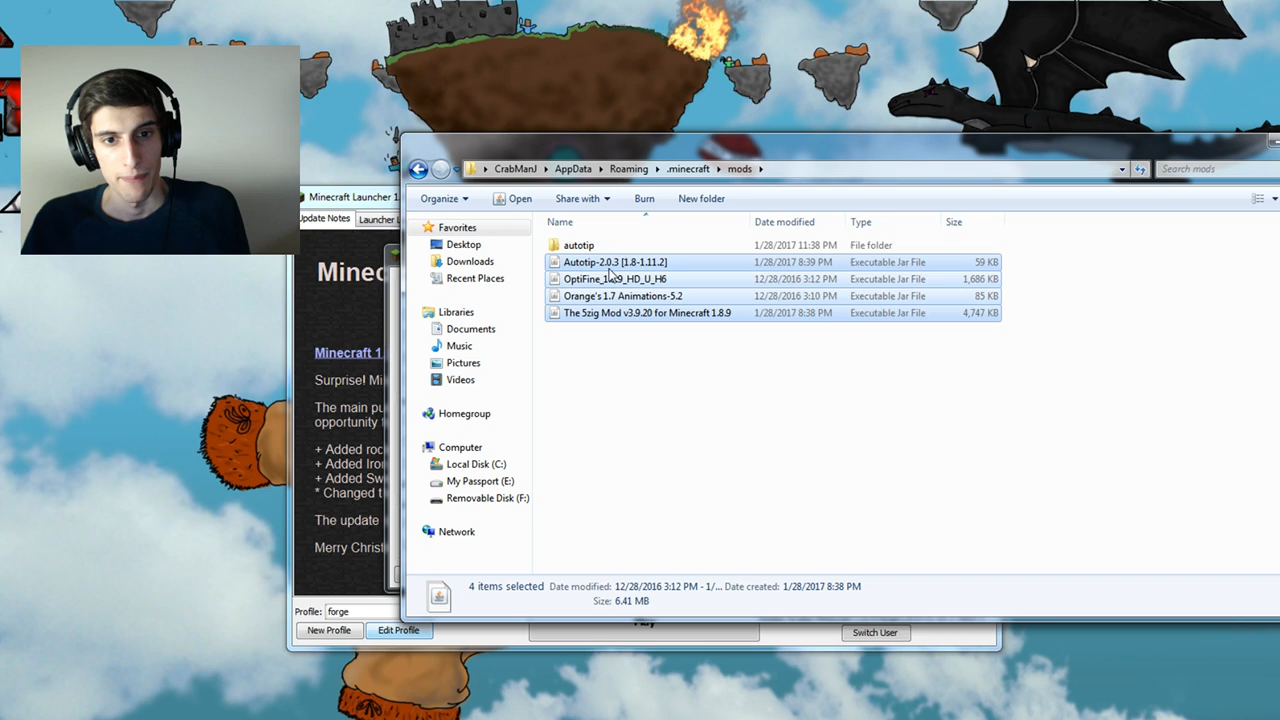 CrabManJ AppData Roaming .minecraft mods Search mods
Organize Open Share with Burn New folder
Favorites
Desktop
Downloads
Recent Places
Libraries
Documents
Music
Pictures
Videos
Homegroup
Computer
Local Disk (C:)
My Passport (E:)
Removable Disk (F:)
Network
Name Date modified Type Size
autotip 1/28/2017 11:38 PM File folder
Autotip-2.0.3 [1.8-1.11.2] 1/28/2017 8:39 PM Executable Jar File 59 KB
12/28/2016 3:12 PM Executable Jar File 1,686 KB
Orange's 1.7 Animations-5.2 12/28/2016 3:10 PM Executable Jar File 85 KB
The 5zig Mod v3.9.20 for Minecraft 1.8.9 1/28/2017 8:38 PM Executable Jar File 4,747 KB
4 items selected Date modified: 12/28/2016 3:12 PM - 1/... Date created: 1/28/2017 8:38 PM
Size: 6.41 MB
Minecraft Launcher 1.
Update Notes Launcher L
Minec
Minecraft 1
Surprise! Mi
The main pu
opportunity
+ Added roc
+ Added Iron
+ Added Sw
* Changed t
The update
Merry Christ
Profile: forge
New Profile Edit Profile Switch User